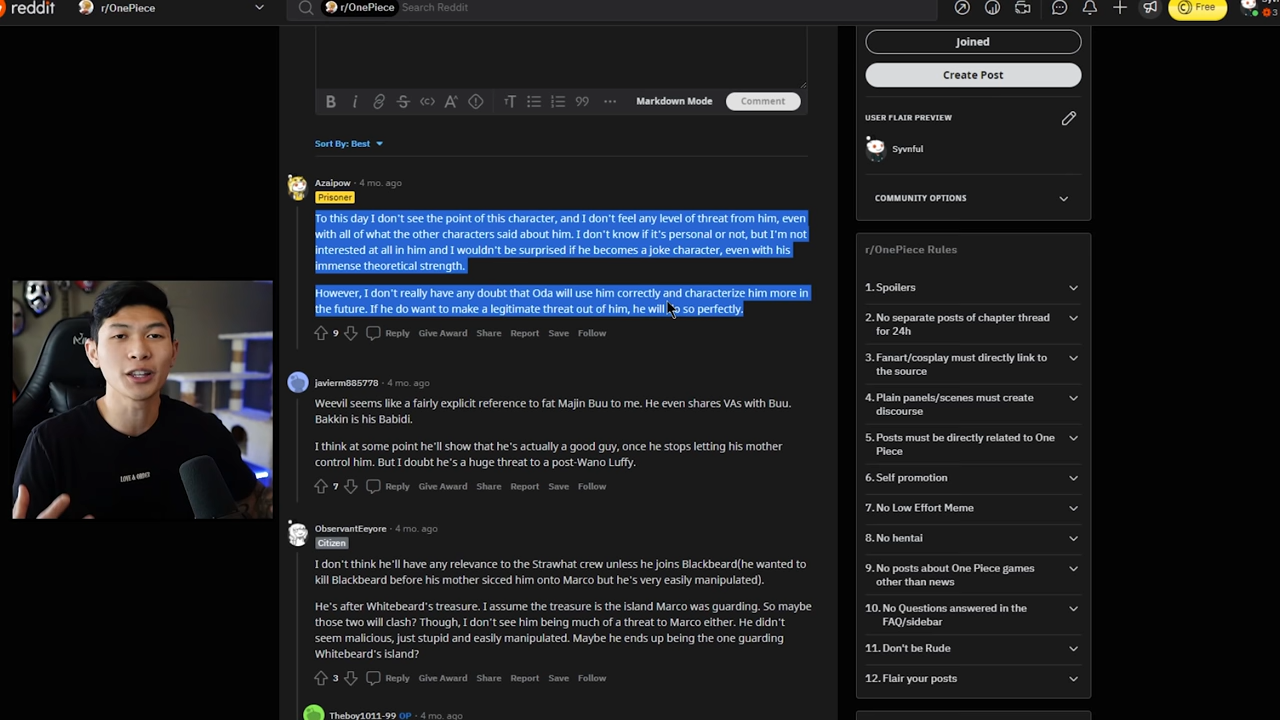 reddit
r/OnePiece
r/OnePiece
Search Reddit
Free
Markdown Mode
Comment
Sort By: Best
Azaipow · 4 mo. ago
Prisoner
To this day I don't see the point of this character, and I don't feel any level of threat from him, even
with all of what the other characters said about him. I don't know if it's personal or not, but I'm not
interested at all in him and I wouldn't be surprised if he becomes a joke character, even with his
immense theoretical strength.
However, I don't really have any doubt that Oda will use him correctly and characterize him more in
the future. If he do want to make a legitimate threat out of him, he will so perfectly.
9 Reply Give Award Share Report Save Follow
javierm885778 · 4 mo. ago
Weevil seems like a fairly explicit reference to fat Majin Buu to me. He even shares VAs with Buu.
Bakkin is his Babidi.
I think at some point he'll show that he's actually a good guy, once he stops letting his mother
control him. But I doubt he's a huge threat to a post-Wano Luffy.
7 Reply Give Award Share Report Save Follow
ObservantEeyore · 4 mo. ago
Citizen
I don't think he'll have any relevance to the Strawhat crew unless he joins Blackbeard(he wanted to
kill Blackbeard before his mother sicced him onto Marco but he's very easily manipulated).
He's after Whitebeard's treasure. I assume the treasure is the island Marco was guarding. So maybe
those two will clash? Though, I don't see him being much of a threat to Marco either. He didn't
seem malicious, just stupid and easily manipulated. Maybe he ends up being the one guarding
Whitebeard's island?
3 Reply Give Award Share Report Save Follow
Theboy1011-99 OP · 4 mo. ago
Joined
Create Post
USER FLAIR PREVIEW
Syvnful
COMMUNITY OPTIONS
r/OnePiece Rules
1. Spoilers
2. No separate posts of chapter thread
for 24h
3. Fanart/cosplay must directly link to
the source
4. Plain panels/scenes must create
discourse
5. Posts must be directly related to One
Piece
6. Self promotion
7. No Low Effort Meme
8. No hentai
9. No posts about One Piece games
other than news
10. No Questions answered in the
FAQ/sidebar
11. Don't be Rude
12. Flair your posts
LOVE & ORDER